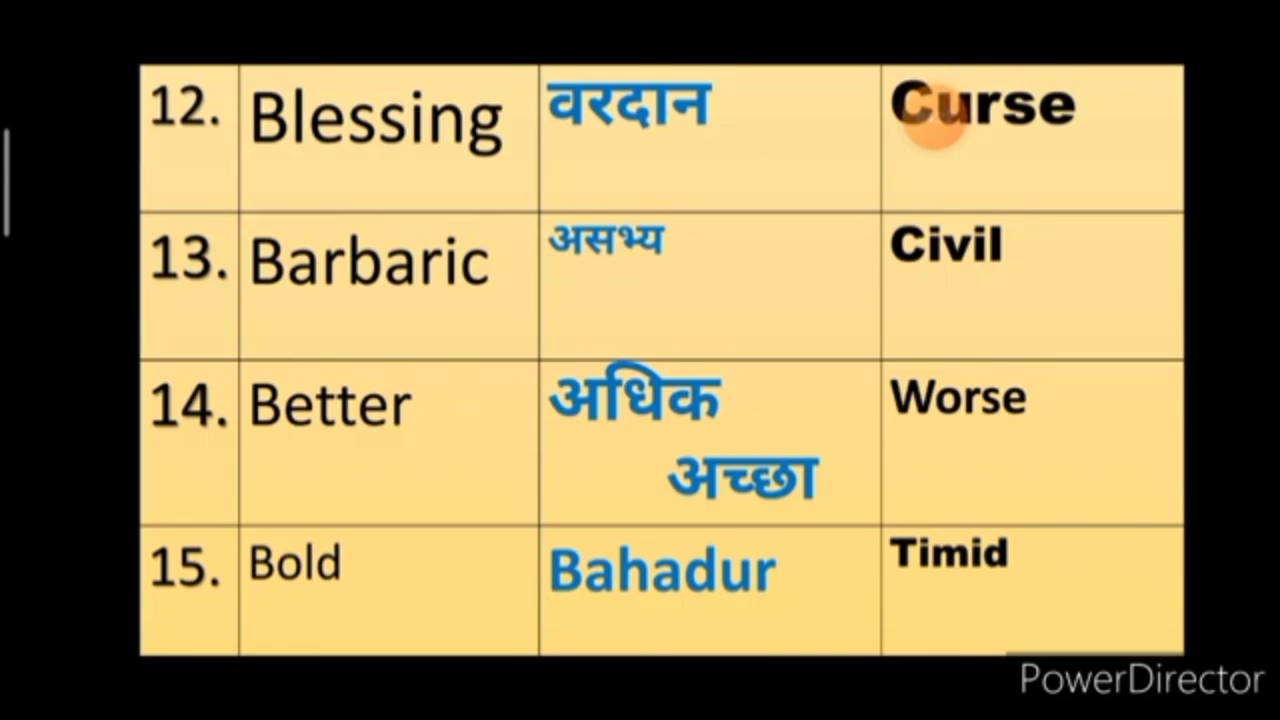 12. Blessing वरदान Curse
13. Barbaric असभ्य Civil
14. Better अधिक Worse
अच्छा
15. Bold Bahadur Timid
PowerDirector